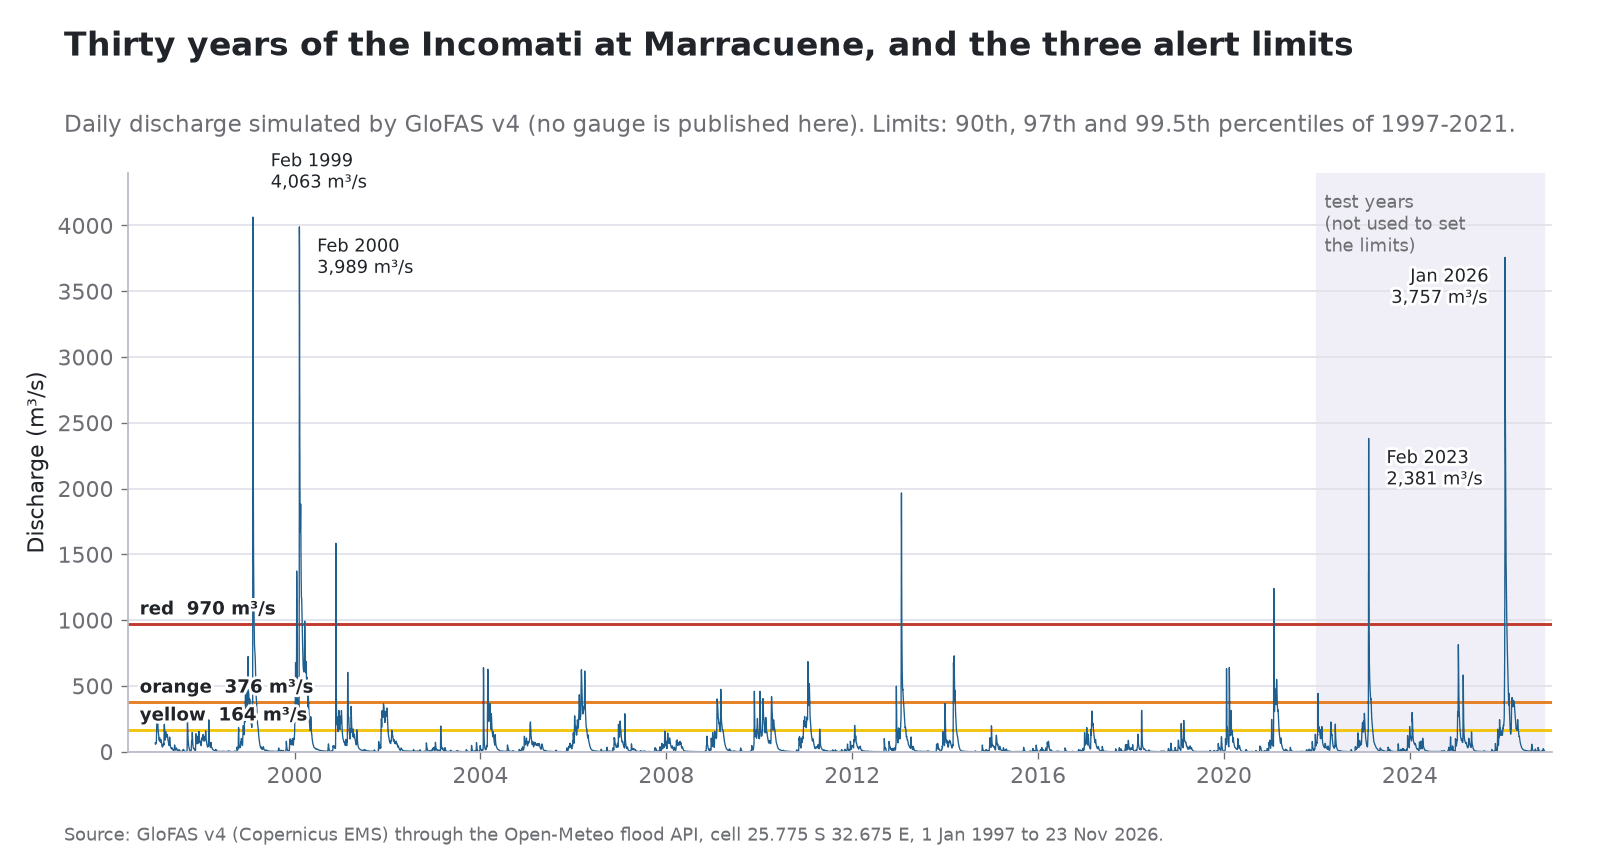 Thirty years of the Incomati at Marracuene, and the three alert limits
Daily discharge simulated by GloFAS v4 (no gauge is published here). Limits: 90th, 97th and 99.5th percentiles of 1997-2021.
Feb 1999
4,063 m³/s
Feb 2000
3,989 m³/s
test years
(not used to set
the limits)
Jan 2026
3,757 m³/s
Feb 2023
2,381 m³/s
red 970 m³/s
orange 376 m³/s
yellow 164 m³/s
Discharge (m³/s)
4000
3500
3000
2500
2000
1500
1000
500
0
2000
2004
2008
2012
2016
2020
2024
Source: GloFAS v4 (Copernicus EMS) through the Open-Meteo flood API, cell 25.775 S 32.675 E, 1 Jan 1997 to 23 Nov 2026.